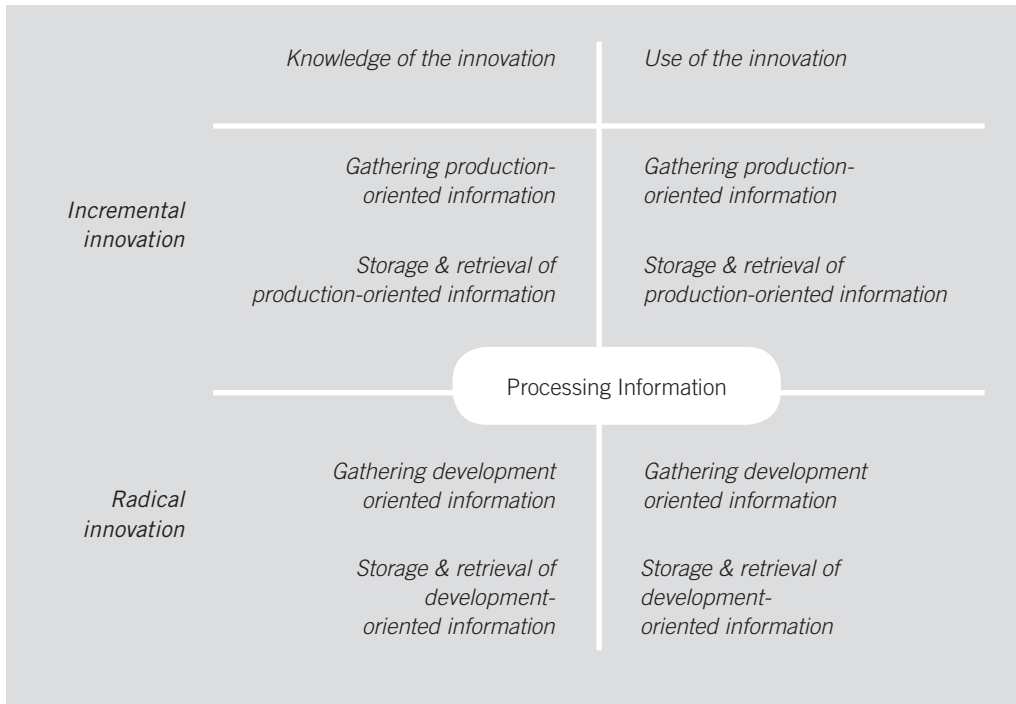 Knowledge of the innovation
Use of the innovation
Incremental
innovation
Gathering production-
oriented information
Storage & retrieval of
production-oriented information
Gathering production-
oriented information
Storage & retrieval of
production-oriented information
Processing Information
Radical
innovation
Gathering development
oriented information
Storage & retrieval of
development-
oriented information
Gathering development
oriented information
Storage & retrieval of
development-
oriented information